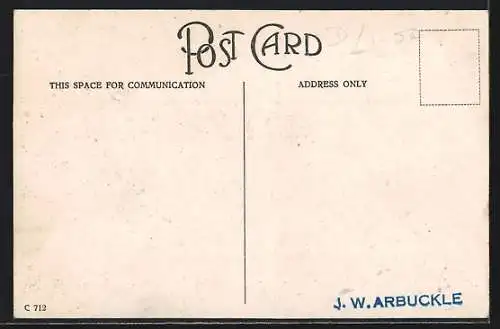 POST CARD
THIS SPACE FOR COMMUNICATION
ADDRESS ONLY
C 712
J. W. ARBUCKLE